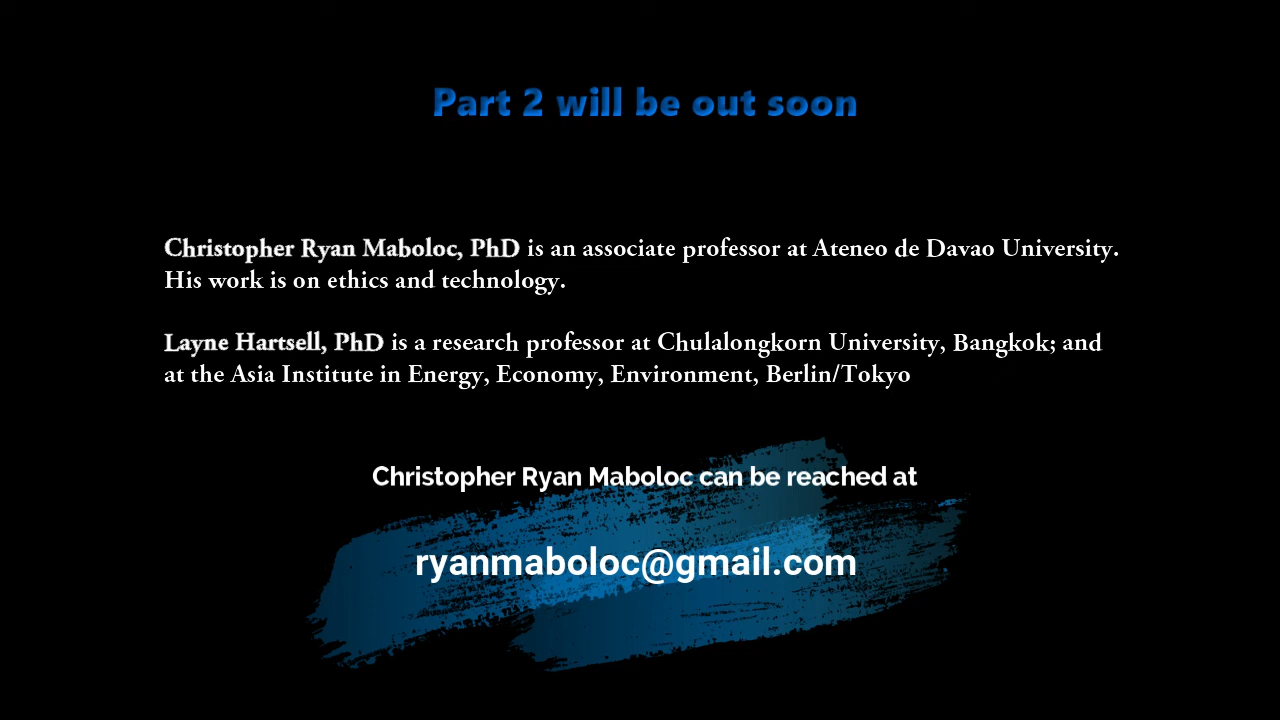 Part 2 will be out soon
Christopher Ryan Maboloc, PhD is an associate professor at Ateneo de Davao University.
His work is on ethics and technology.
Layne Hartsell, PhD is a research professor at Chulalongkorn University, Bangkok; and
at the Asia Institute in Energy, Economy, Environment, Berlin/Tokyo
Christopher Ryan Maboloc can be reached at
ryanmaboloc@gmail.com